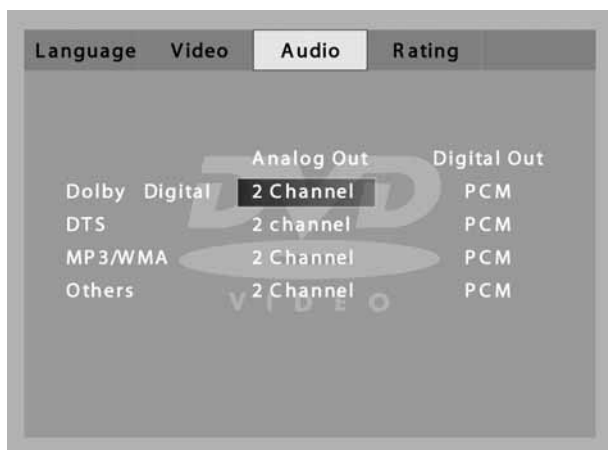 Language Video Audio Rating
Analog Out Digital Out
Dolby Digital 2 Channel PCM
DTS 2 channel PCM
MP3/WMA 2 Channel PCM
Others 2 Channel PCM
DVD
VIDEO